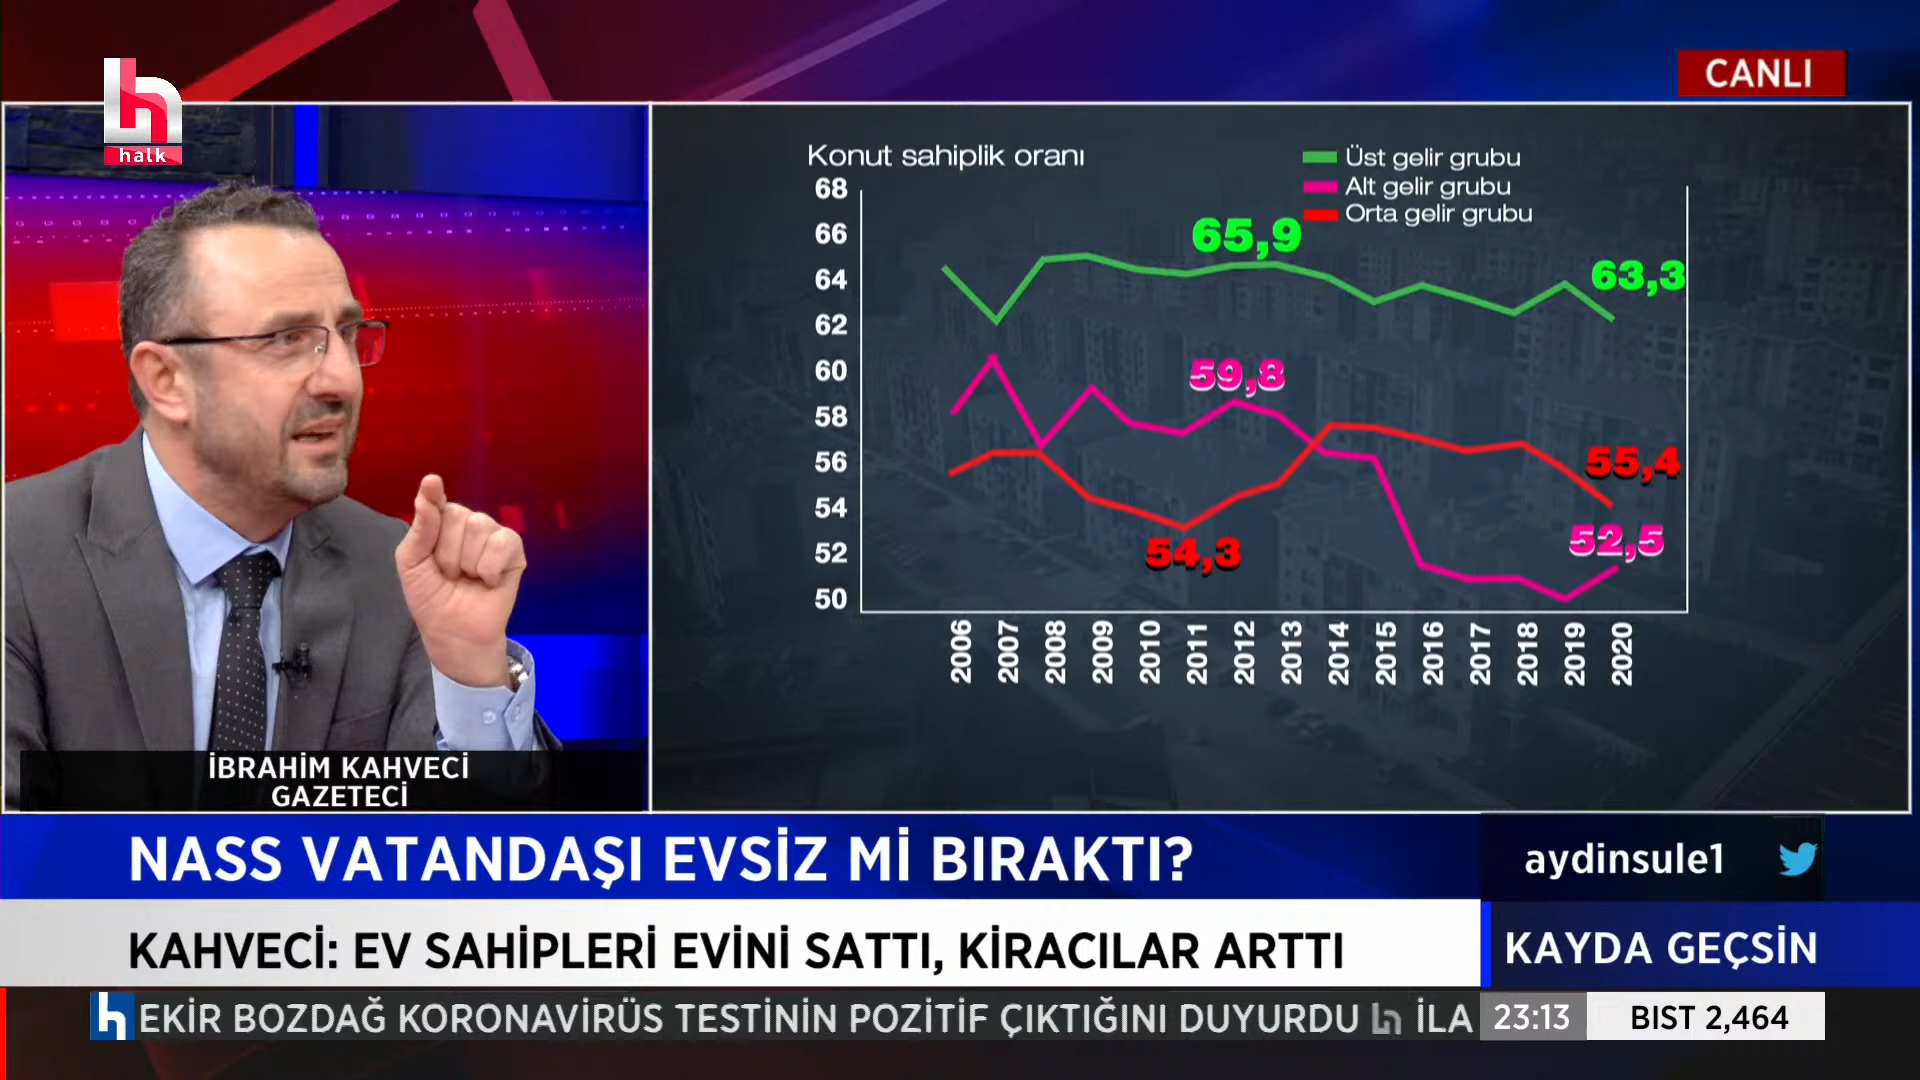 halk
CANLI
Konut sahiplik oranı
Üst gelir grubu
Alt gelir grubu
Orta gelir grubu
68
66
64
62
60
58
56
54
52
50
65,9
63,3
59,8
55,4
54,3
52,5
2006 2007 2008 2009 2010 2011 2012 2013 2014 2015 2016 2017 2018 2019 2020
İBRAHİM KAHVECİ
GAZETECİ
NASS VATANDAŞI EVSİZ Mİ BIRAKTI?
aydinsule1
KAHVECİ: EV SAHİPLERİ EVİNİ SATTI, KİRACILAR ARTTI
KAYDA GEÇSİN
EKİR BOZDAĞ KORONAVİRÜS TESTİNİN POZİTİF ÇIKTIĞINI DUYURDU h İLA
23:13
BIST 2,464